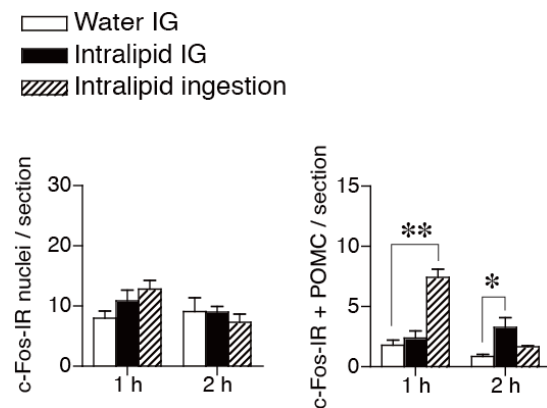 Water IG
Intralipid IG
Intralipid ingestion
c-Fos-IR nuclei / section
30
20
10
0
1 h
2 h
c-Fos-IR + POMC / section
15
10
5
0
**
*
1 h
2 h